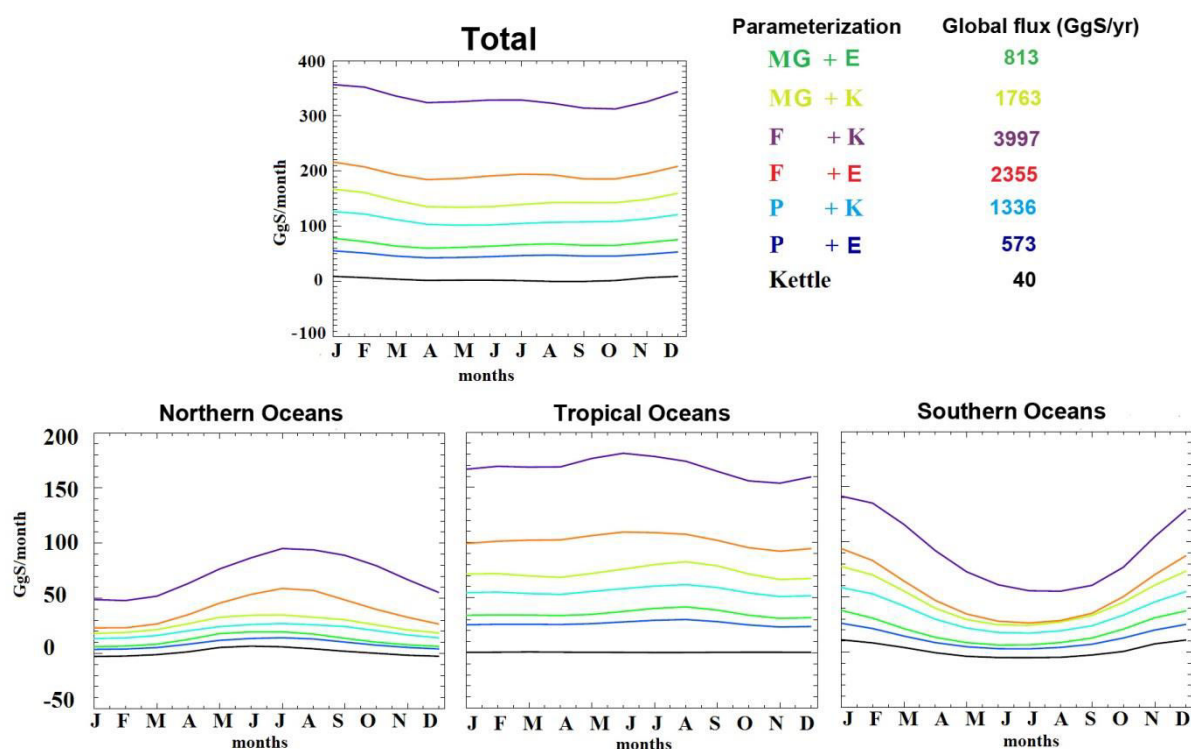 Total
400
300
200
100
0
-100
GgS/month
J F M A M J J A S O N D
months
Parameterization Global flux (GgS/yr)
MG + E 813
MG + K 1763
F + K 3997
F + E 2355
P + K 1336
P + E 573
Kettle 40
Northern Oceans
200
150
100
50
0
-50
GgS/month
J F M A M J J A S O N D
months
Tropical Oceans
J F M A M J J A S O N D
months
Southern Oceans
J F M A M J J A S O N D
months